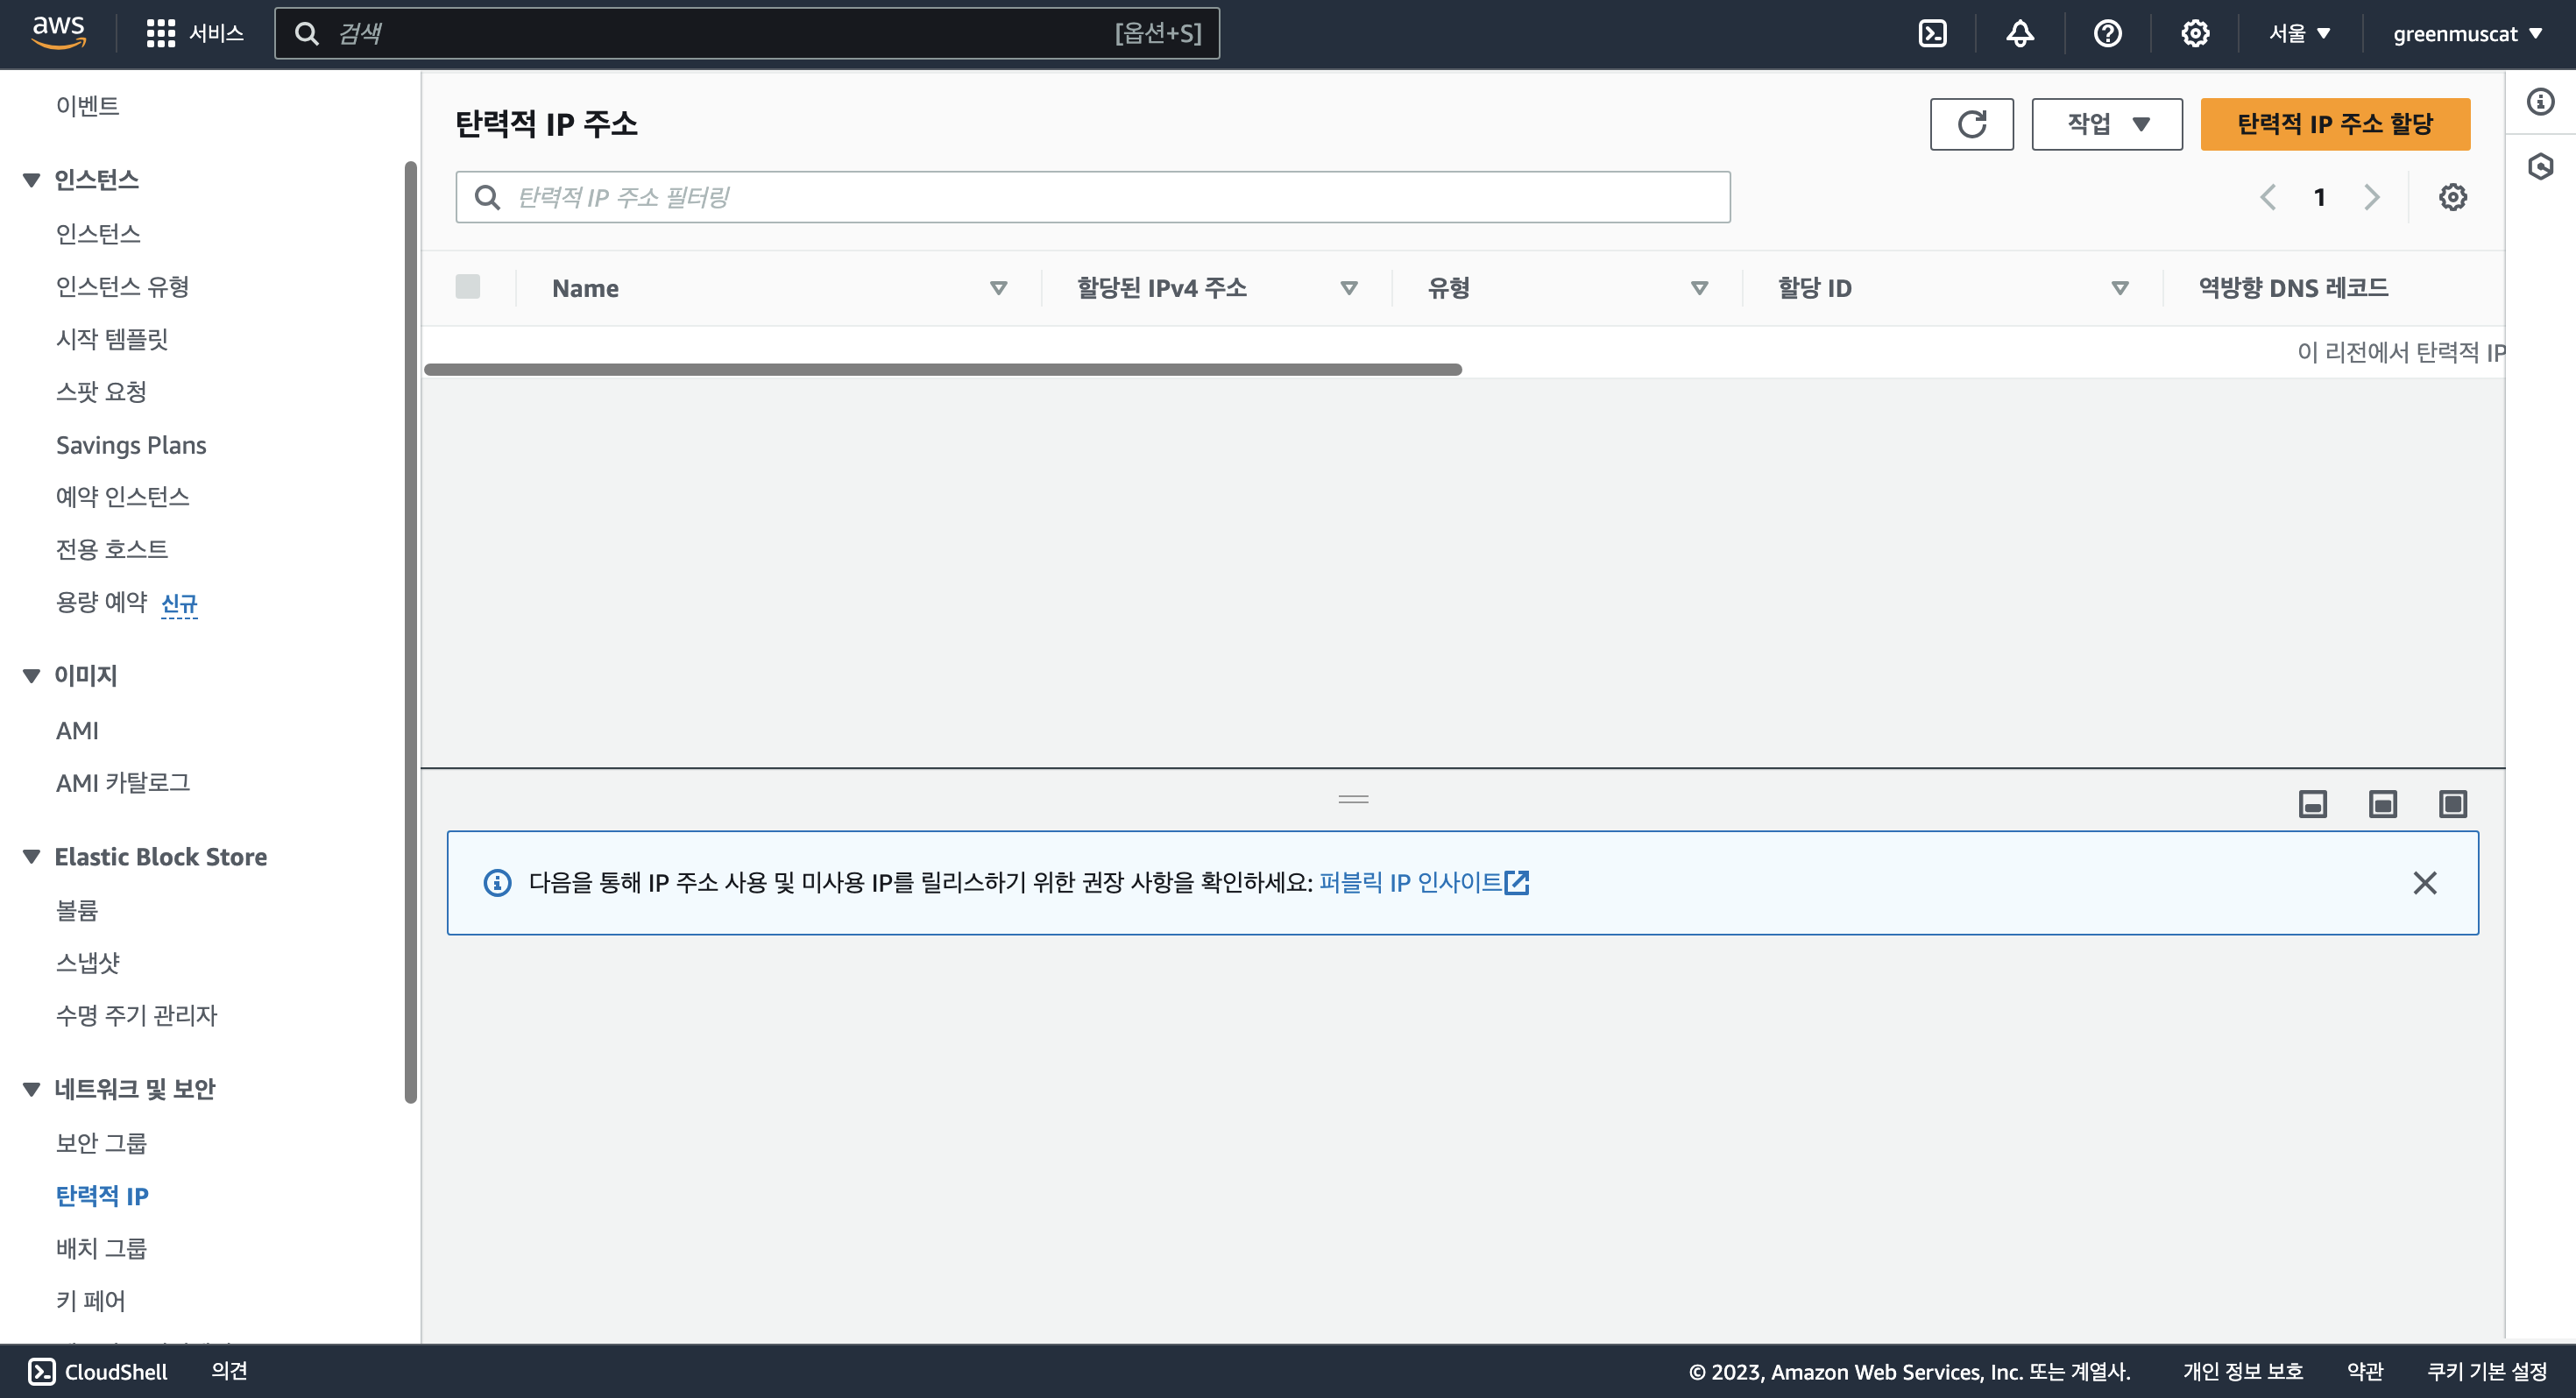 aws
서비스
검색
[옵션+S]
서울
greenmuscat
이벤트
인스턴스
인스턴스
인스턴스 유형
시작 템플릿
스팟 요청
Savings Plans
예약 인스턴스
전용 호스트
용량 예약 신규
이미지
AMI
AMI 카탈로그
Elastic Block Store
볼륨
스냅샷
수명 주기 관리자
네트워크 및 보안
보안 그룹
탄력적 IP
배치 그룹
키 페어
탄력적 IP 주소
작업
탄력적 IP 주소 할당
탄력적 IP 주소 필터링
1
Name
할당된 IPv4 주소
유형
할당 ID
역방향 DNS 레코드
이 리전에서 탄력적 IP
다음을 통해 IP 주소 사용 및 미사용 IP를 릴리스하기 위한 권장 사항을 확인하세요: 퍼블릭 IP 인사이트
CloudShell
의견
© 2023, Amazon Web Services, Inc. 또는 계열사.
개인 정보 보호
약관
쿠키 기본 설정